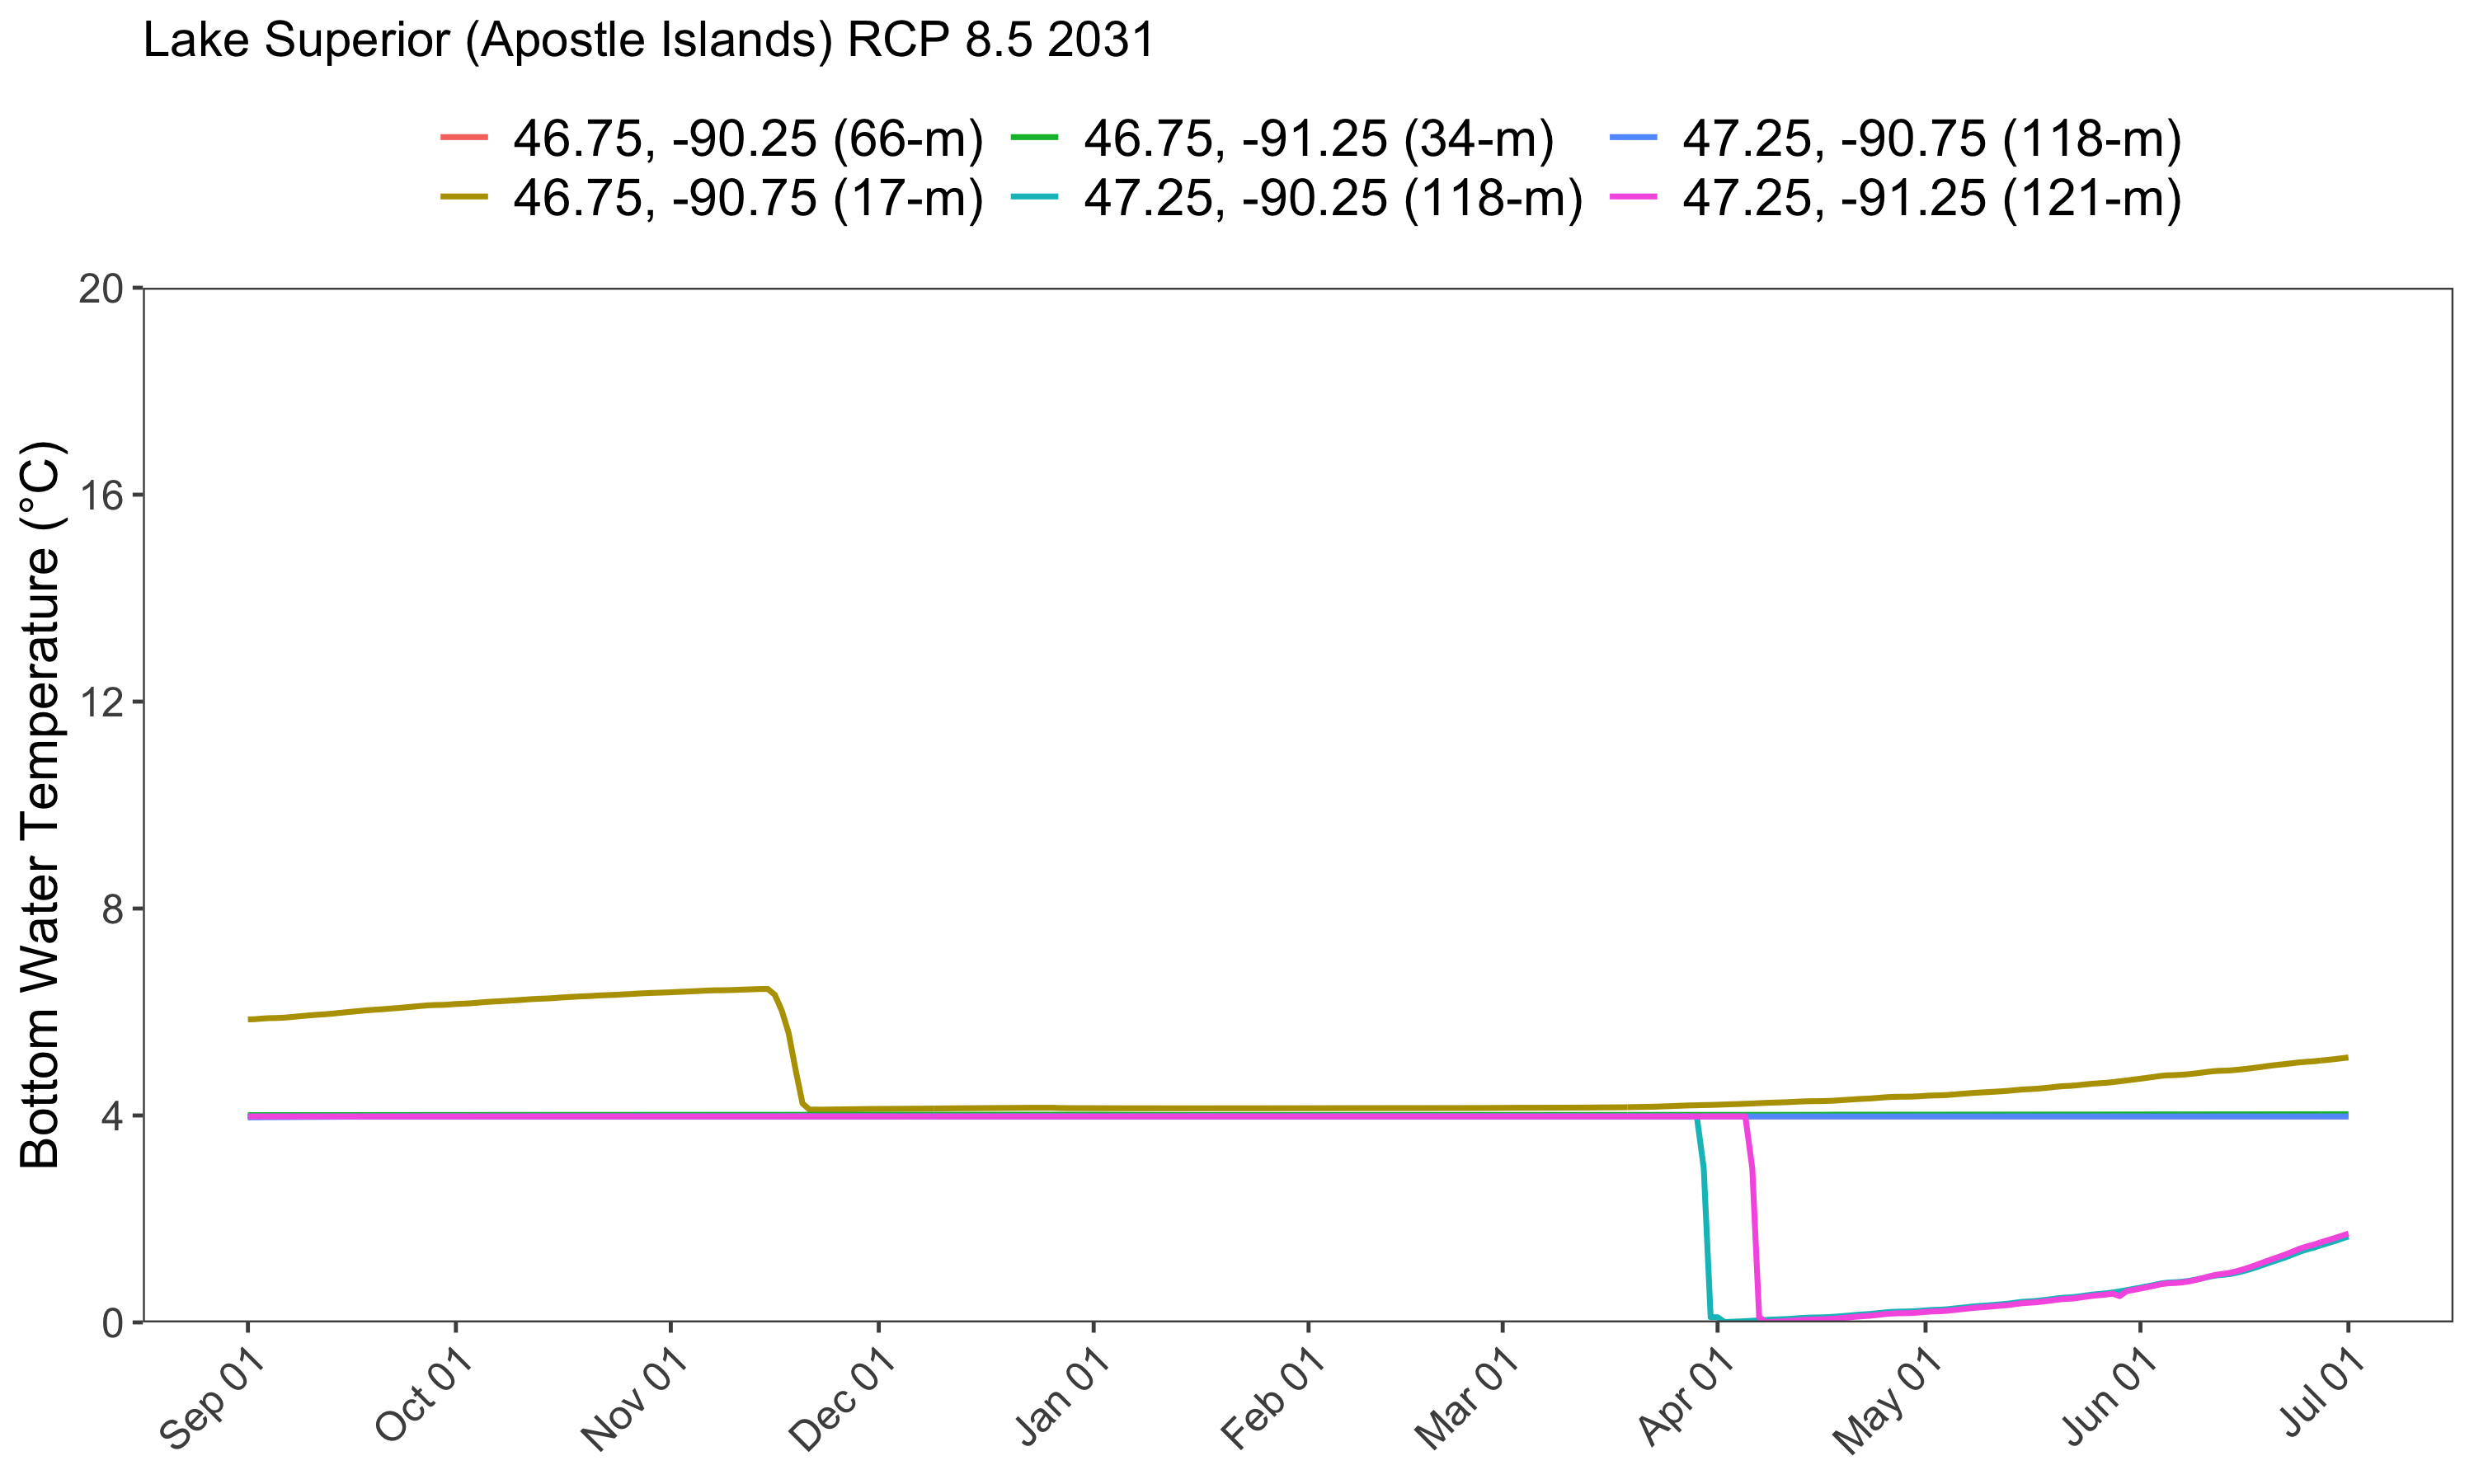 Lake Superior (Apostle Islands) RCP 8.5 2031
46.75, -90.25 (66-m) 46.75, -91.25 (34-m) 47.25, -90.75 (118-m)
46.75, -90.75 (17-m) 47.25, -90.25 (118-m) 47.25, -91.25 (121-m)
Bottom Water Temperature (°C)
20
16
12
8
4
0
Sep 01 Oct 01 Nov 01 Dec 01 Jan 01 Feb 01 Mar 01 Apr 01 May 01 Jun 01 Jul 01